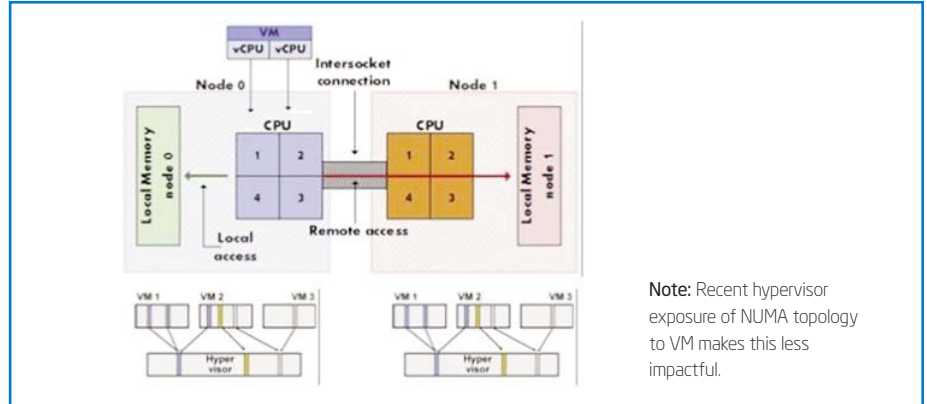 VM
vCPU vCPU
Intersocket
connection
Node 0
Node 1
CPU
CPU
Local Memory
node 0
1 2
4 3
1 2
4 3
Local Memory
node 1
Local
access
Remote access
VM 1 VM 2 VM 3
Hyper
visor
VM 1 VM 2 VM 3
Hyper
visor
Note: Recent hypervisor
exposure of NUMA topology
to VM makes this less
impactful.